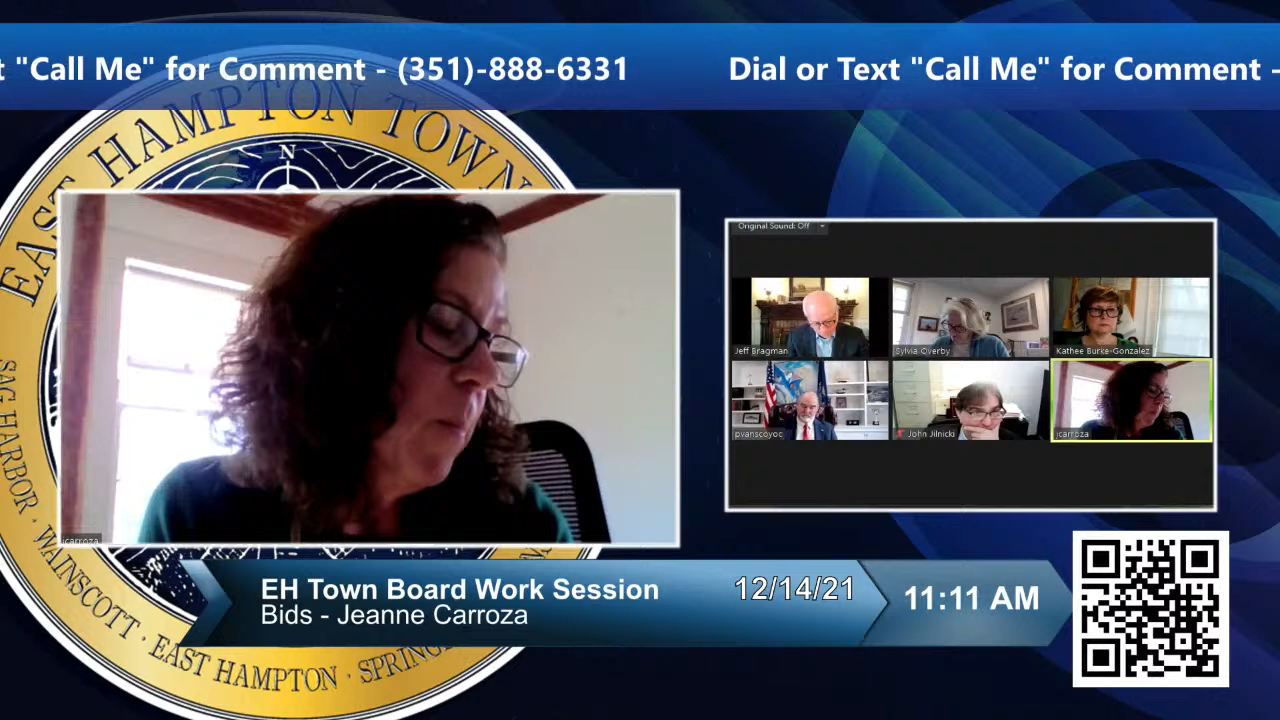 t "Call Me" for Comment - (351)-888-6331
Dial or Text "Call Me" for Comment -
EAST HAMPTON TOWN
N
SAG HARBOR · WAINSCOTT · EAST HAMPTON · SPRING
Original Sound: Off
Jeff Bragman
Sylvia Overby
Kathee Burke-Gonzalez
pvanscoyoc
John Jilnicki
jcarroza
jcarroza
EH Town Board Work Session
12/14/21
11:11 AM
Bids - Jeanne Carroza